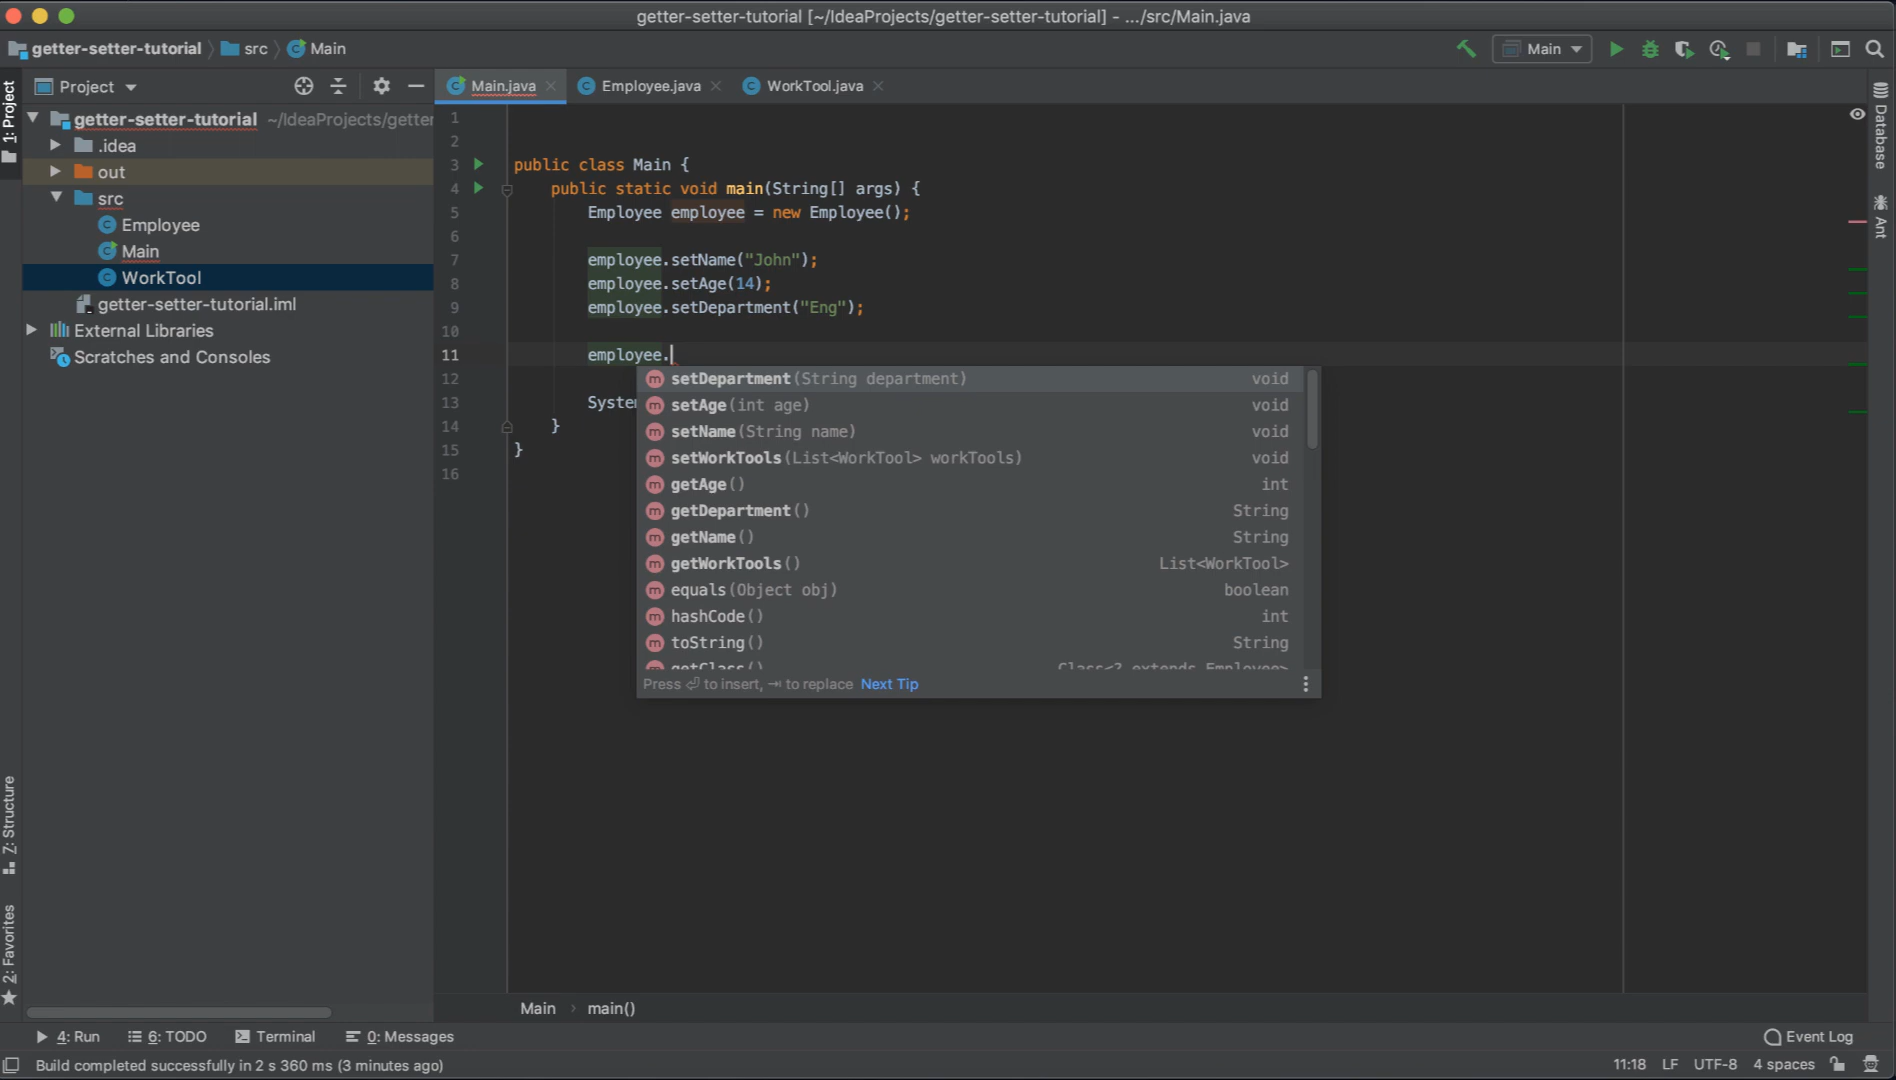 getter-setter-tutorial [~/IdeaProjects/getter-setter-tutorial] - .../src/Main.java
getter-setter-tutorial src Main
Main
1: Project
Project
Main.java Employee.java WorkTool.java
getter-setter-tutorial ~/IdeaProjects/getter
.idea
out
src
Employee
Main
WorkTool
getter-setter-tutorial.iml
External Libraries
Scratches and Consoles
1
2
3 public class Main {
4 public static void main(String[] args) {
5 Employee employee = new Employee();
6
7 employee.setName("John");
8 employee.setAge(14);
9 employee.setDepartment("Eng");
10
11 employee.
12
13 System
14 }
15 }
16
setDepartment(String department) void
setAge(int age) void
setName(String name) void
setWorkTools(List<WorkTool> workTools) void
getAge() int
getDepartment() String
getName() String
getWorkTools() List<WorkTool>
equals(Object obj) boolean
hashCode() int
toString() String
getClass() Class<? extends Employee>
Press ⏎ to insert, ⇥ to replace Next Tip
Database
Ant
Z: Structure
2: Favorites
Main main()
4: Run 6: TODO Terminal 0: Messages Event Log
Build completed successfully in 2 s 360 ms (3 minutes ago) 11:18 LF UTF-8 4 spaces